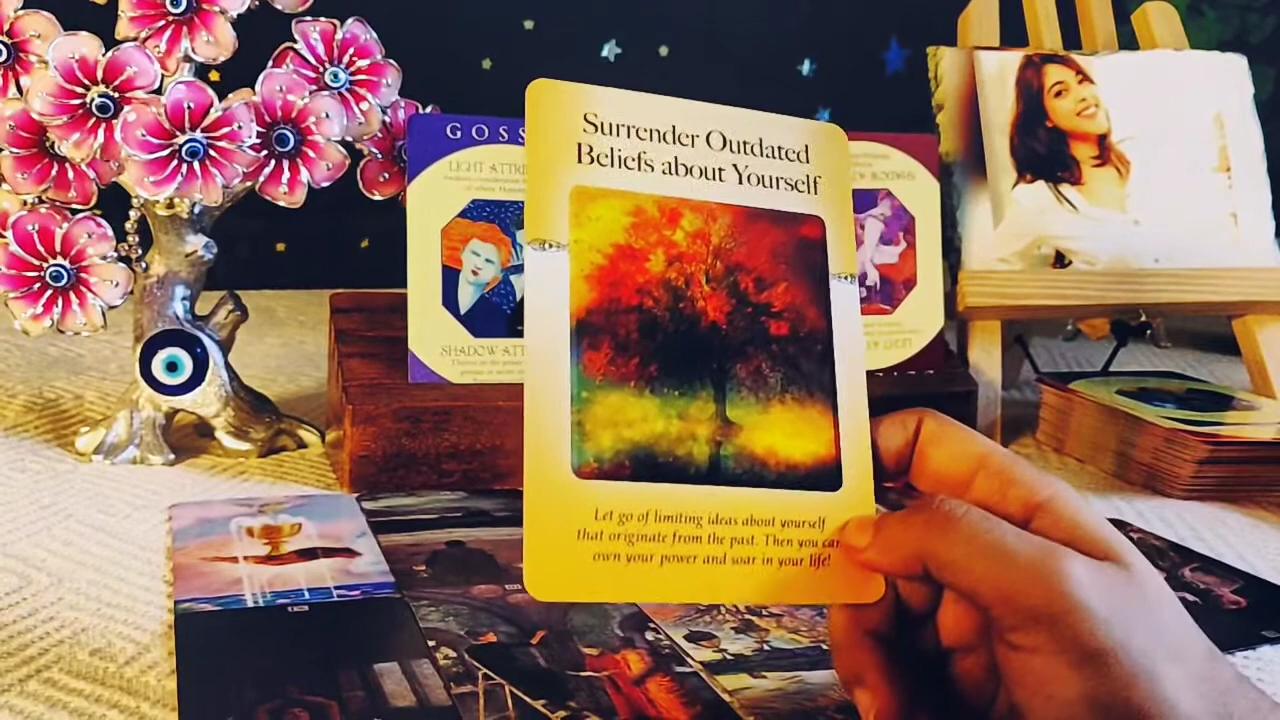 GOSS
LIGHT ATTRI
SHADOW ATT
Surrender Outdated
Beliefs about Yourself
Let go of limiting ideas about yourself
that originate from the past. Then you can
own your power and soar in your life!